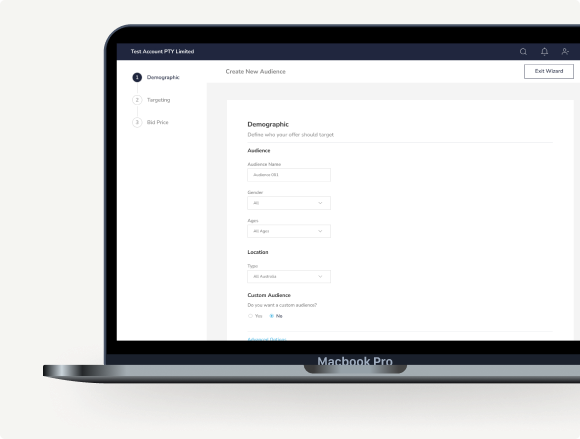 Test Account PTY Limited
1 Demographic
2 Targeting
3 Bid Price
Create New Audience
Exit Wizard
Demographic
Define who your offer should target
Audience
Audience Name
Audience 001
Gender
All
Ages
All Ages
Location
Type
All Australia
Custom Audience
Do you want a custom audience?
Yes No
Advanced Options
Macbook Pro